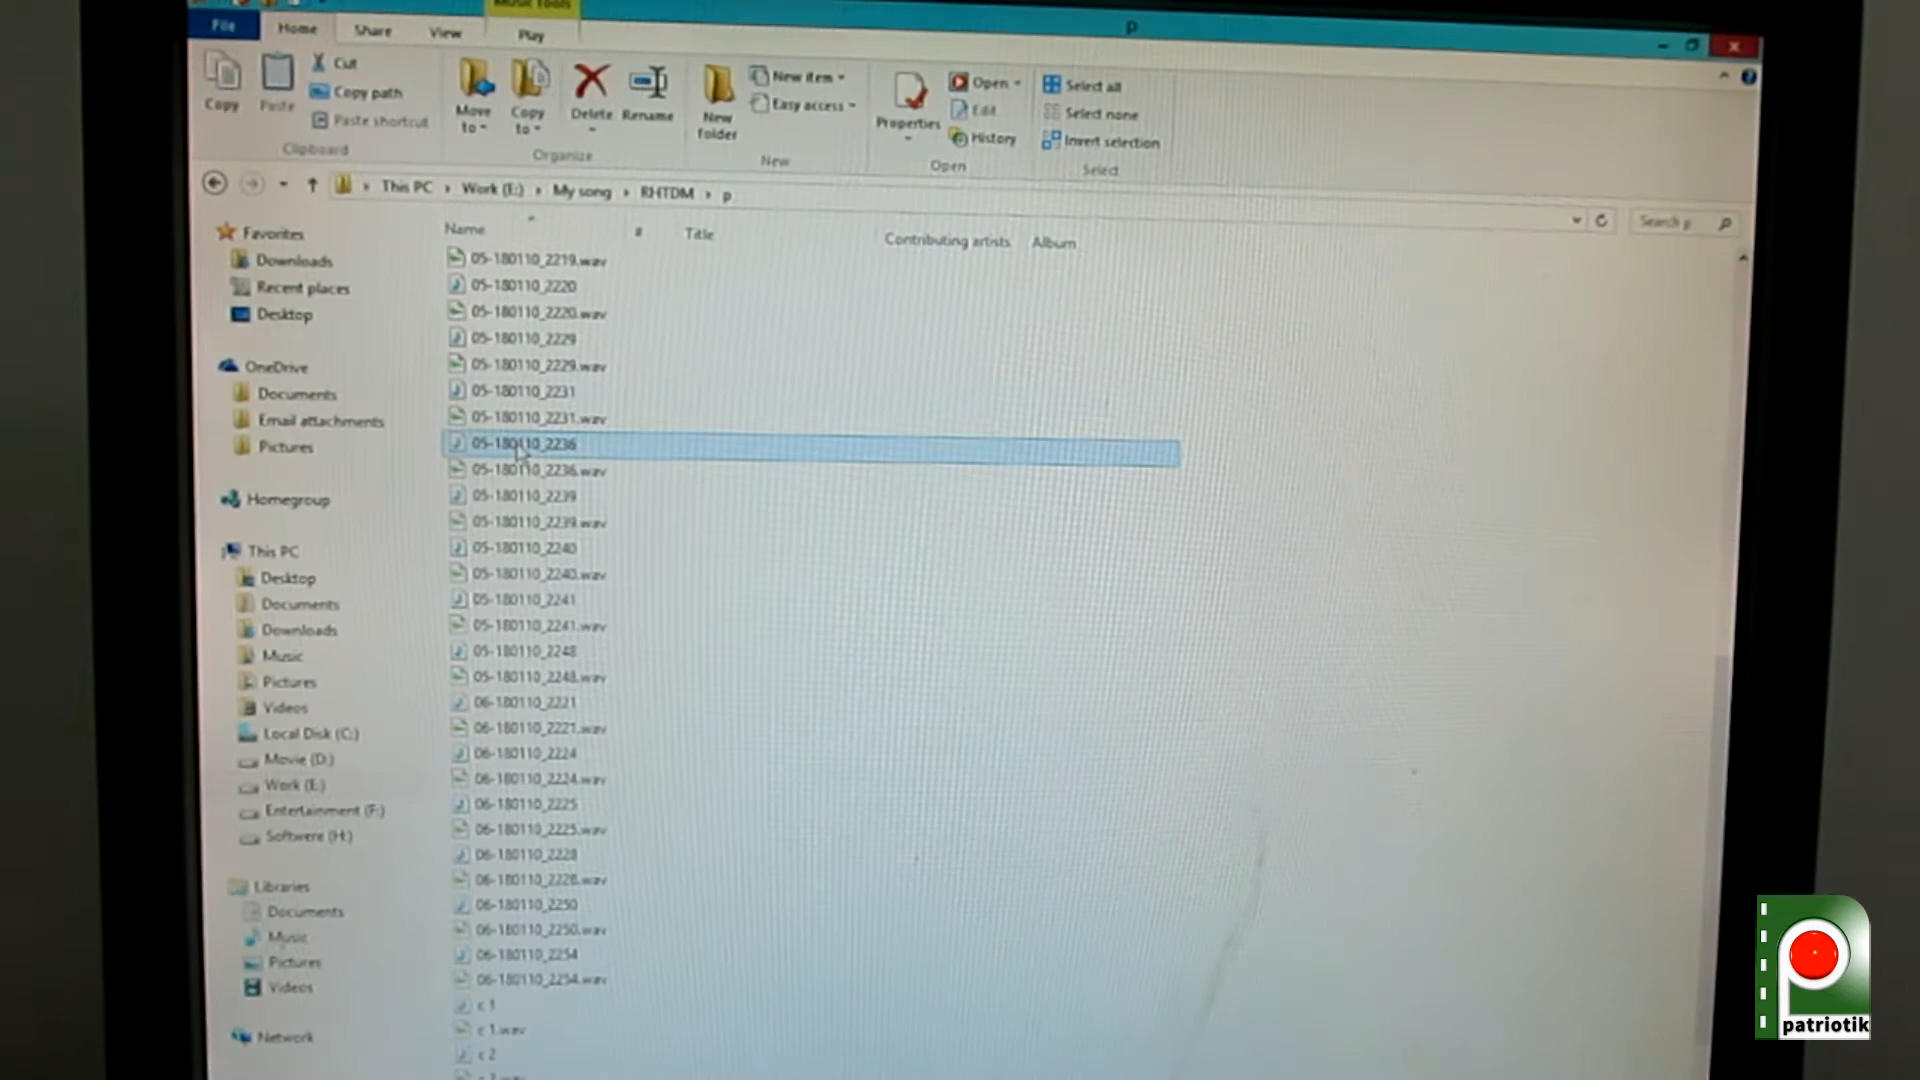 Music Tools
p
File Home Share View Play
Copy
Paste
Cut
Copy path
Paste shortcut
Clipboard
Move to
Copy to
Delete
Rename
Organize
New folder
New item
Easy access
New
Properties
Open
Edit
History
Open
Select all
Select none
Invert selection
Select
This PC Work (E:) My song RHTDM p
Search p
Name # Title Contributing artists Album
Favorites
Downloads
Recent places
Desktop
OneDrive
Documents
Email attachments
Pictures
Homegroup
This PC
Desktop
Documents
Downloads
Music
Pictures
Videos
Local Disk (C:)
Movie (D:)
Work (E:)
Entertainment (F:)
Softwere (H:)
Libraries
Documents
Music
Pictures
Videos
Network
05-180110_2219.wav
05-180110_2220
05-180110_2220.wav
05-180110_2229
05-180110_2229.wav
05-180110_2231
05-180110_2231.wav
05-180110_2236
05-180110_2236.wav
05-180110_2239
05-180110_2239.wav
05-180110_2240
05-180110_2240.wav
05-180110_2241
05-180110_2241.wav
05-180110_2248
05-180110_2248.wav
06-180110_2221
06-180110_2221.wav
06-180110_2224
06-180110_2224.wav
06-180110_2225
06-180110_2225.wav
06-180110_2228
06-180110_2228.wav
06-180110_2250
06-180110_2250.wav
06-180110_2254
06-180110_2254.wav
c 1
c 1.wav
c 2
patriotik